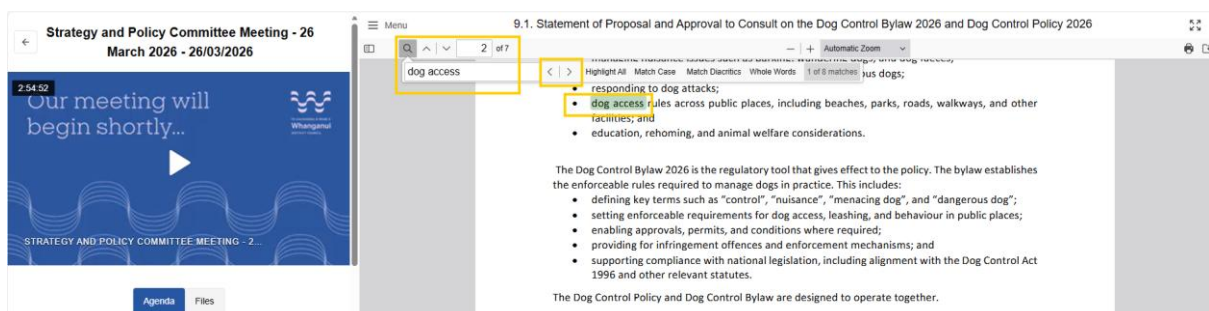 Strategy and Policy Committee Meeting - 26
March 2026 - 26/03/2026
2:54:52
Our meeting will
begin shortly...
Whanganui
STRATEGY AND POLICY COMMITTEE MEETING - 2...
Agenda Files
Menu
9.1. Statement of Proposal and Approval to Consult on the Dog Control Bylaw 2026 and Dog Control Policy 2026
2 of 7
Automatic Zoom
dog access
Highlight All Match Case Match Diacritics Whole Words 1 of 8 matches
ous dogs;
• responding to dog attacks;
• dog access rules across public places, including beaches, parks, roads, walkways, and other
facilities; and
• education, rehoming, and animal welfare considerations.
The Dog Control Bylaw 2026 is the regulatory tool that gives effect to the policy. The bylaw establishes
the enforceable rules required to manage dogs in practice. This includes:
• defining key terms such as “control”, “nuisance”, “menacing dog”, and “dangerous dog”;
• setting enforceable requirements for dog access, leashing, and behaviour in public places;
• enabling approvals, permits, and conditions where required;
• providing for infringement offences and enforcement mechanisms; and
• supporting compliance with national legislation, including alignment with the Dog Control Act
1996 and other relevant statutes.
The Dog Control Policy and Dog Control Bylaw are designed to operate together.